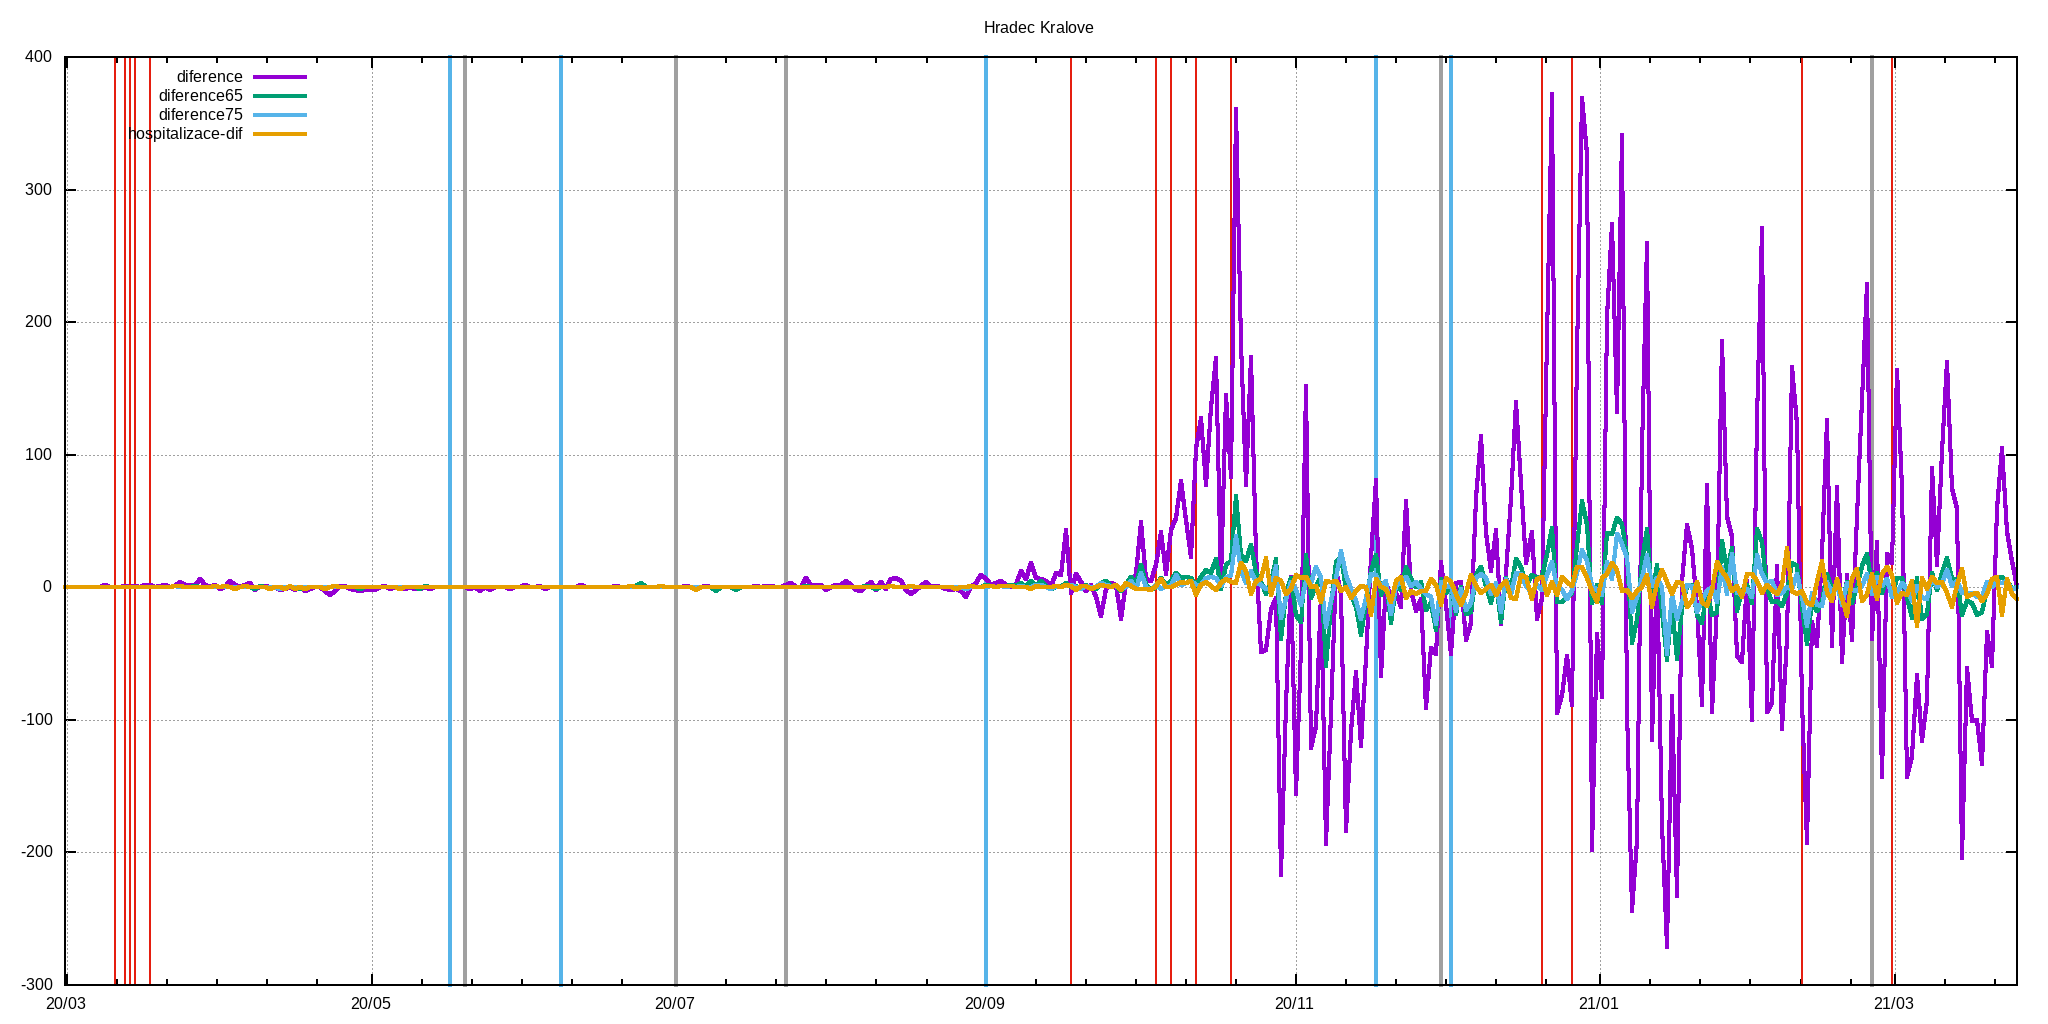 Hradec Kralove
400
300
200
100
0
-100
-200
-300
diference
diference65
diference75
hospitalizace-dif
20/03 20/05 20/07 20/09 20/11 21/01 21/03